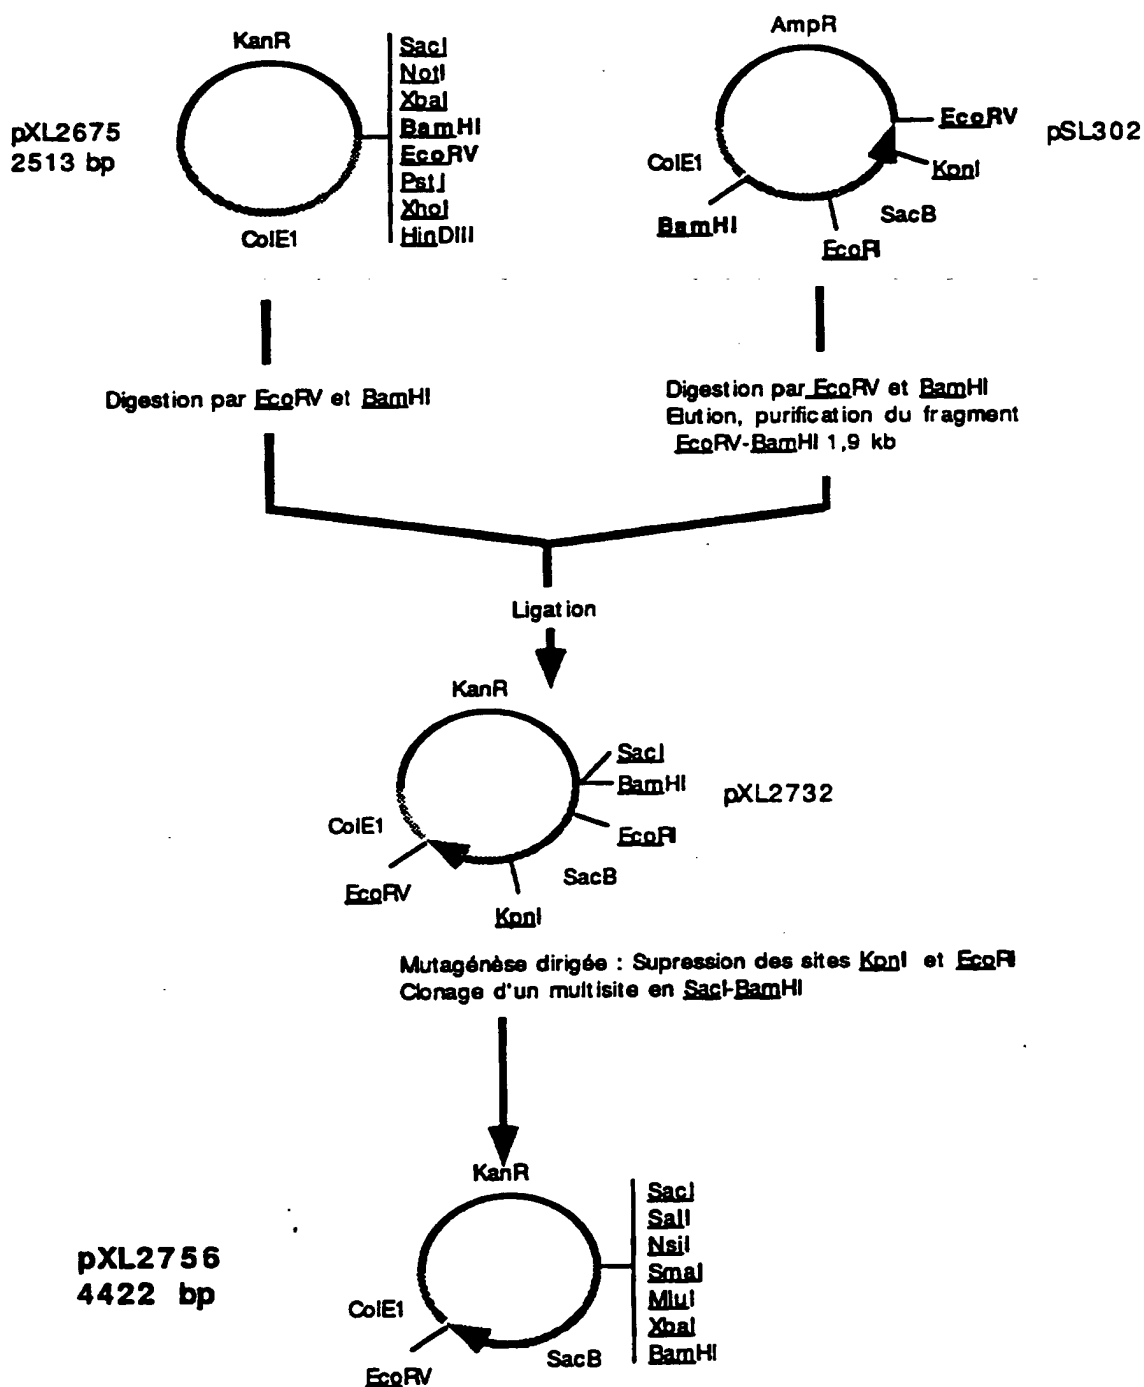 KanR
SacI
NotI
XbaI
BamHI
EcoRV
PstI
XhoI
HinDIII
pXL2675
2513 bp
ColE1
AmpR
EcoRV
pSL302
KpnI
ColE1
SacB
BamHI
EcoRI
Digestion par EcoRV et BamHI
Digestion par EcoRV et BamHI
Elution, purification du fragment
EcoRV-BamHI 1,9 kb
Ligation
KanR
SacI
BamHI
pXL2732
EcoRI
ColE1
SacB
EcoRV
KpnI
Mutagénèse dirigée : Supression des sites KpnI et EcoRI
Clonage d'un multisite en SacI-BamHI
KanR
SacI
SalI
NsiI
SmaI
MluI
XbaI
BamHI
pXL2756
4422 bp
ColE1
SacB
EcoRV